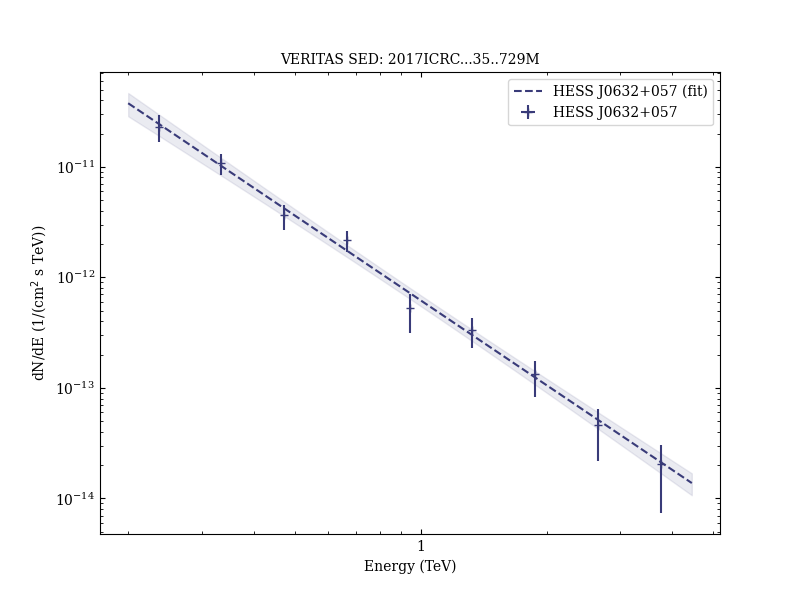 VERITAS SED: 2017ICRC...35..729M
HESS J0632+057 (fit)
HESS J0632+057
dN/dE (1/(cm² s TeV))
10⁻¹¹
10⁻¹²
10⁻¹³
10⁻¹⁴
1
Energy (TeV)